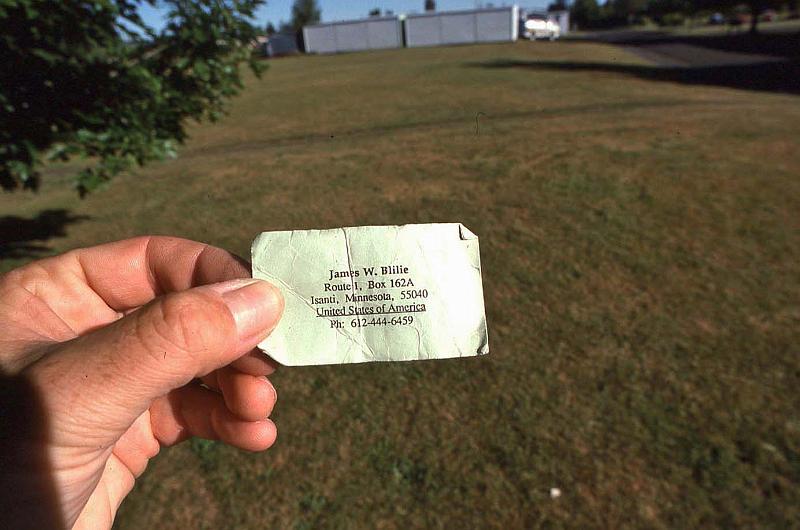 James W. Blilie
Route 1, Box 162A
Isanti, Minnesota, 55040
United States of America
Ph: 612-444-6459